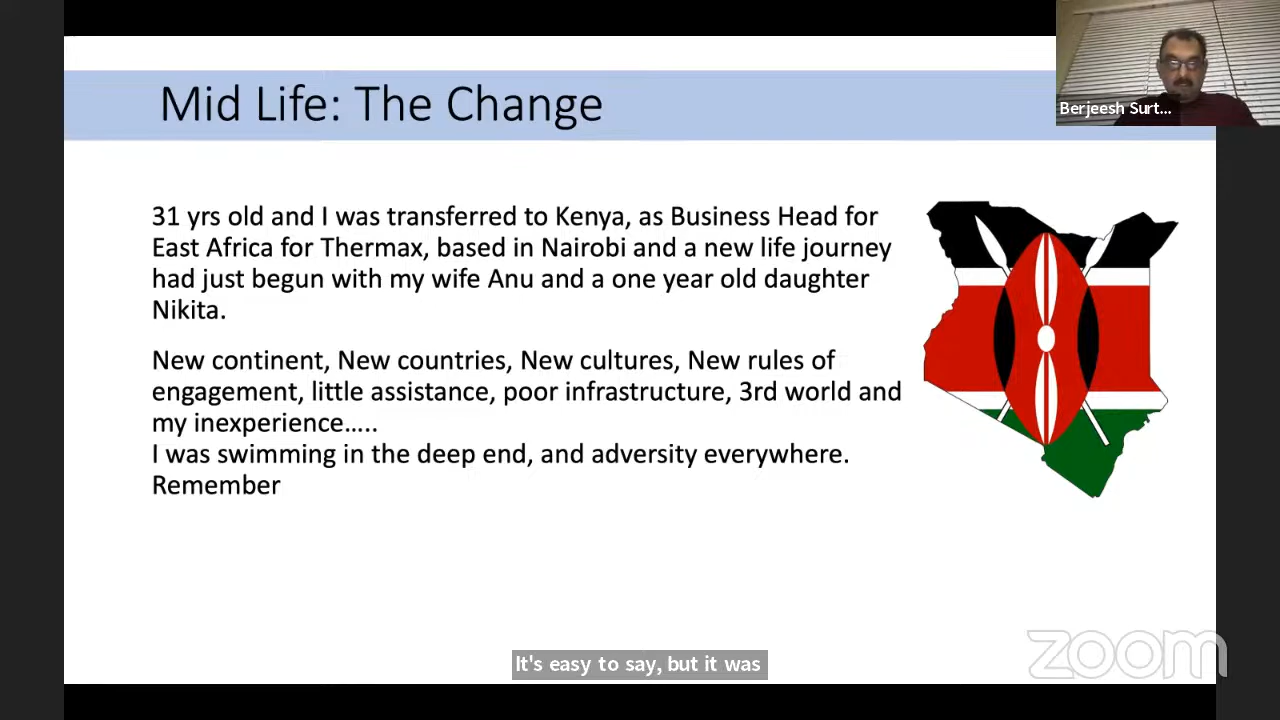 Mid Life: The Change
Berjeesh Surt...
31 yrs old and I was transferred to Kenya, as Business Head for
East Africa for Thermax, based in Nairobi and a new life journey
had just begun with my wife Anu and a one year old daughter
Nikita.
New continent, New countries, New cultures, New rules of
engagement, little assistance, poor infrastructure, 3rd world and
my inexperience.....
I was swimming in the deep end, and adversity everywhere.
Remember
It's easy to say, but it was
zoom